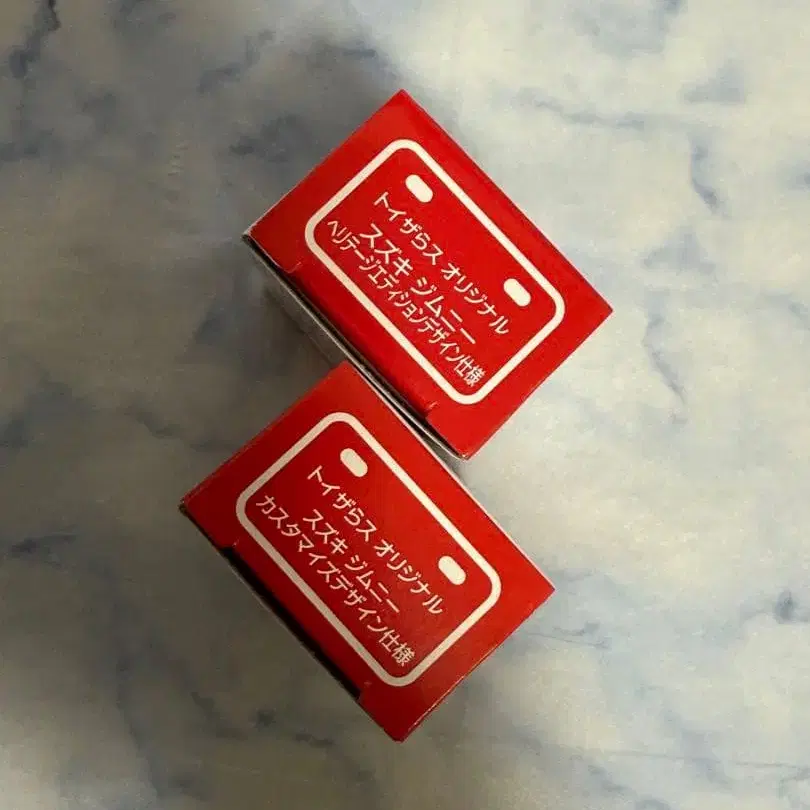 トイザらス オリジナル
スズキ ジムニー
ヘリテージエディションデザイン仕様
トイザらス オリジナル
スズキ ジムニー
カスタマイズデザイン仕様